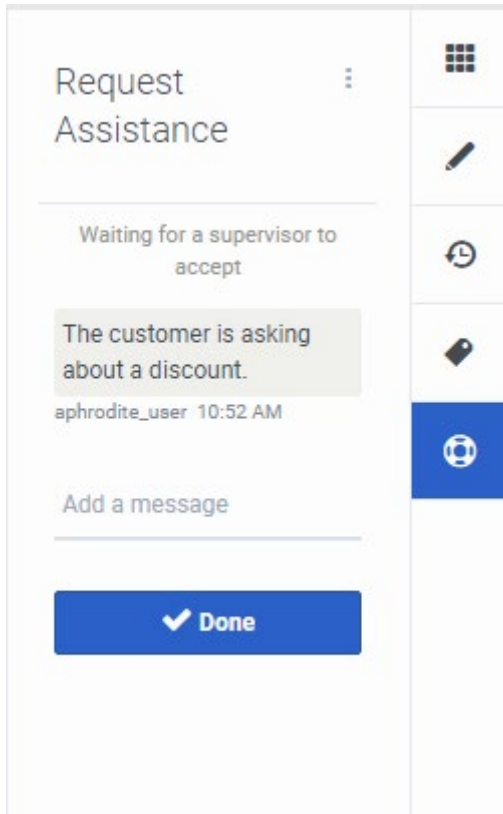 Request
Assistance
Waiting for a supervisor to
accept
The customer is asking
about a discount.
aphrodite_user 10:52 AM
Add a message
Done